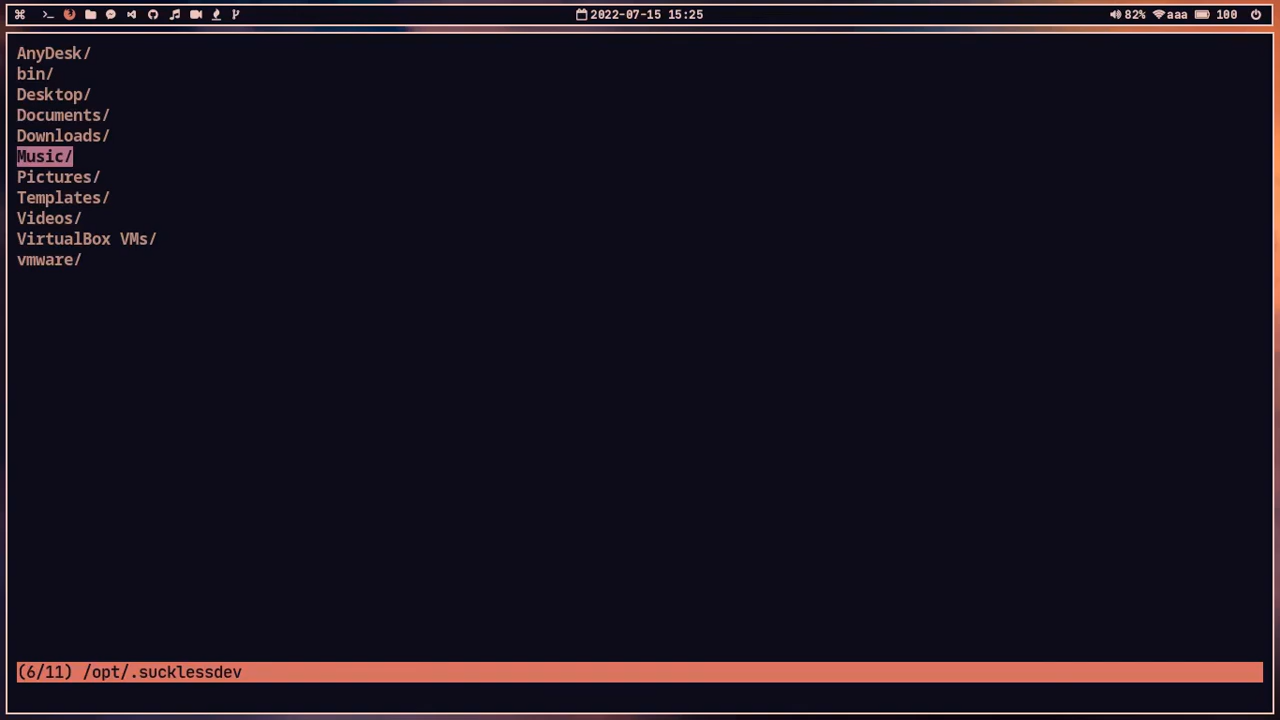 2022-07-15 15:25
82% aaa 100
AnyDesk/
bin/
Desktop/
Documents/
Downloads/
Music/
Pictures/
Templates/
Videos/
VirtualBox VMs/
vmware/
(6/11) /opt/.sucklessdev